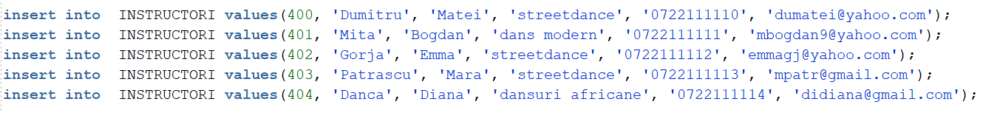 insert into  INSTRUCTORI values(400, 'Dumitru', 'Matei', 'streetdance', '0722111110', 'dumatei@yahoo.com');
insert into  INSTRUCTORI values(401, 'Mita', 'Bogdan', 'dans modern', '0722111111', 'mbogdan9@yahoo.com');
insert into  INSTRUCTORI values(402, 'Gorja', 'Emma', 'streetdance', '0722111112', 'emmagj@yahoo.com');
insert into  INSTRUCTORI values(403, 'Patrascu', 'Mara', 'streetdance', '0722111113', 'mpatr@gmail.com');
insert into  INSTRUCTORI values(404, 'Danca', 'Diana', 'dansuri africane', '0722111114', 'didiana@gmail.com');